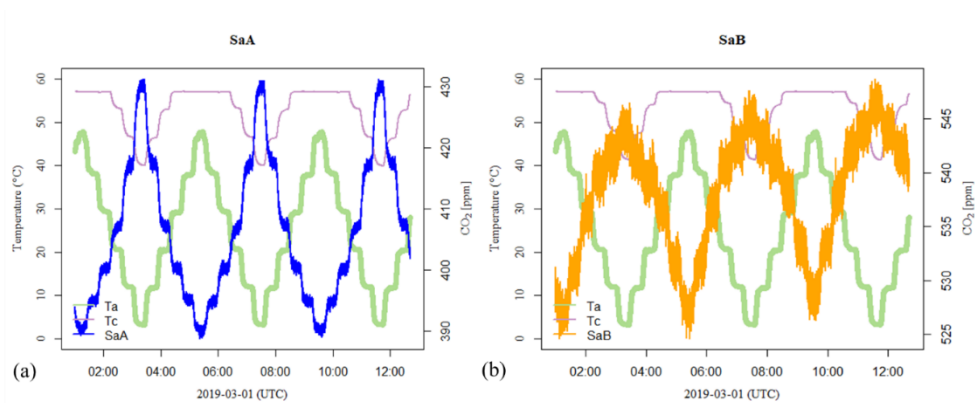 SaA
60
50
40
30
20
10
0
Temperature (°C)
430
420
410
400
390
CO₂ [ppm]
Ta
Tc
SaA
02:00 04:00 06:00 08:00 10:00 12:00
2019-03-01 (UTC)
(a)
SaB
60
50
40
30
20
10
0
Temperature (°C)
545
540
535
530
525
CO₂ [ppm]
Ta
Tc
SaB
02:00 04:00 06:00 08:00 10:00 12:00
2019-03-01 (UTC)
(b)